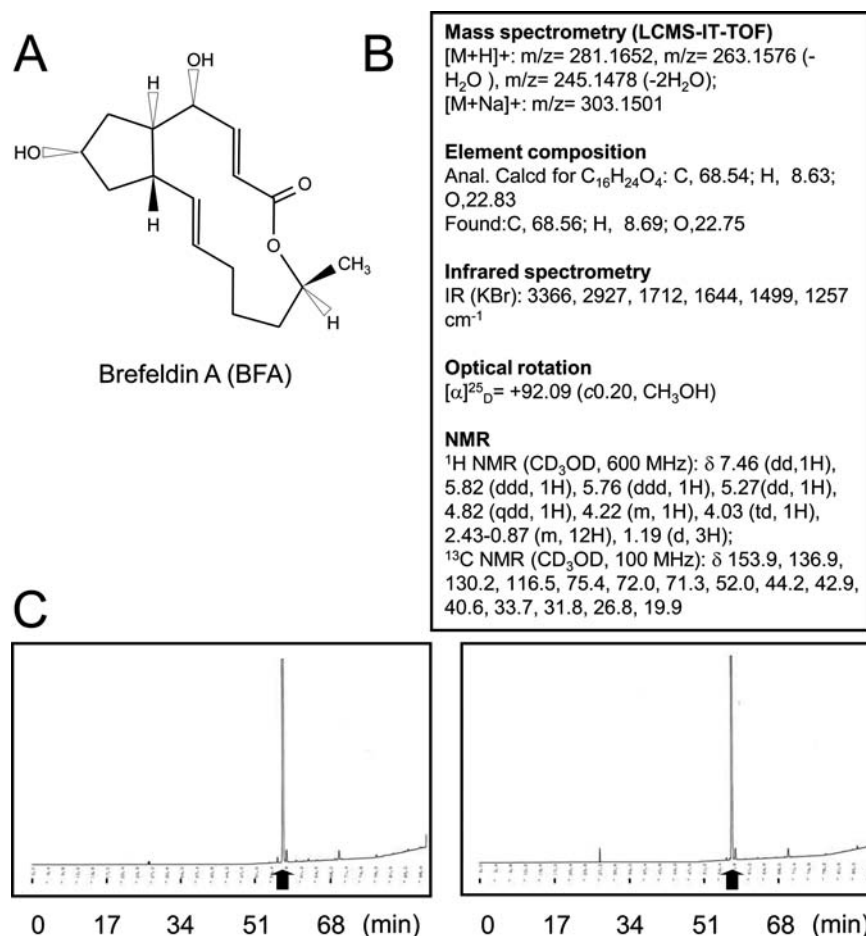 A
OH
H
HO
H
O
O
CH₃
H
Brefeldin A (BFA)
B
Mass spectrometry (LCMS-IT-TOF)
[M+H]+: m/z= 281.1652, m/z= 263.1576 (-
H₂O ), m/z= 245.1478 (-2H₂O);
[M+Na]+: m/z= 303.1501
Element composition
Anal. Calcd for C₁₆H₂₄O₄: C, 68.54; H,  8.63;
O,22.83
Found:C, 68.56; H,  8.69; O,22.75
Infrared spectrometry
IR (KBr): 3366, 2927, 1712, 1644, 1499, 1257
cm⁻¹
Optical rotation
[α]²⁵D= +92.09 (c0.20, CH₃OH)
NMR
¹H NMR (CD₃OD, 600 MHz): δ 7.46 (dd,1H),
5.82 (ddd, 1H), 5.76 (ddd, 1H), 5.27(dd, 1H),
4.82 (qdd, 1H), 4.22 (m, 1H), 4.03 (td, 1H),
2.43-0.87 (m, 12H), 1.19 (d, 3H);
¹³C NMR (CD₃OD, 100 MHz): δ 153.9, 136.9,
130.2, 116.5, 75.4, 72.0, 71.3, 52.0, 44.2, 42.9,
40.6, 33.7, 31.8, 26.8, 19.9
C
0 17 34 51 68 (min)
0 17 34 51 68 (min)